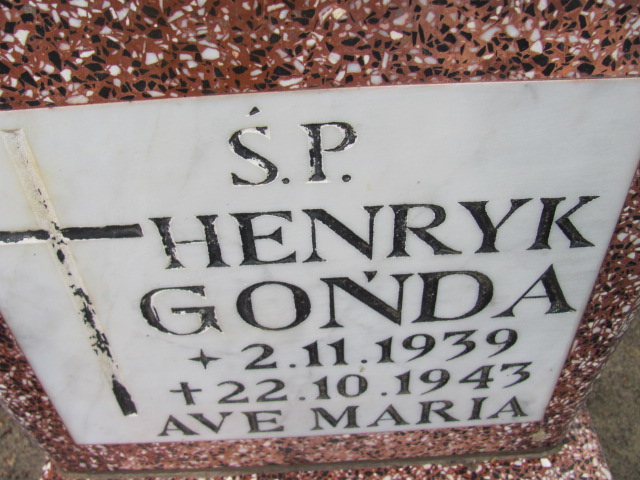 Ś.P.
HENRYK
GOŃDA
✦ 2.11.1939
✝ 22.10.1943
AVE MARIA